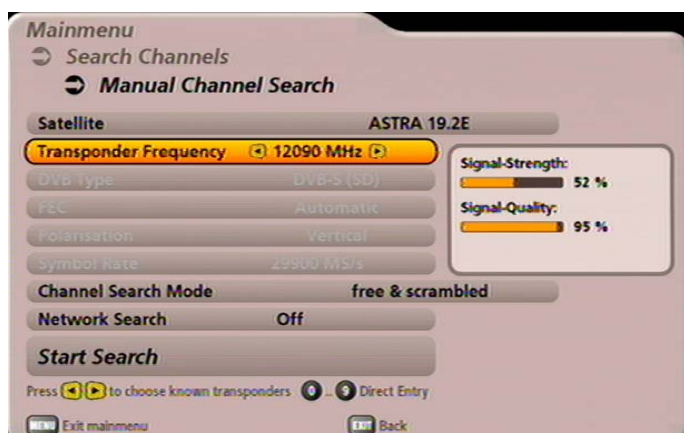 Mainmenu
Search Channels
Manual Channel Search
Satellite ASTRA 19.2E
Transponder Frequency 12090 MHz
DVB Type DVB-S (SD)
FEC Automatic
Polarisation Vertical
Symbol Rate 29900 MS/s
Channel Search Mode free & scrambled
Network Search Off
Start Search
Signal-Strength:
52 %
Signal-Quality:
95 %
Press to choose known transponders 0 ... 9 Direct Entry
MENU Exit mainmenu EXIT Back